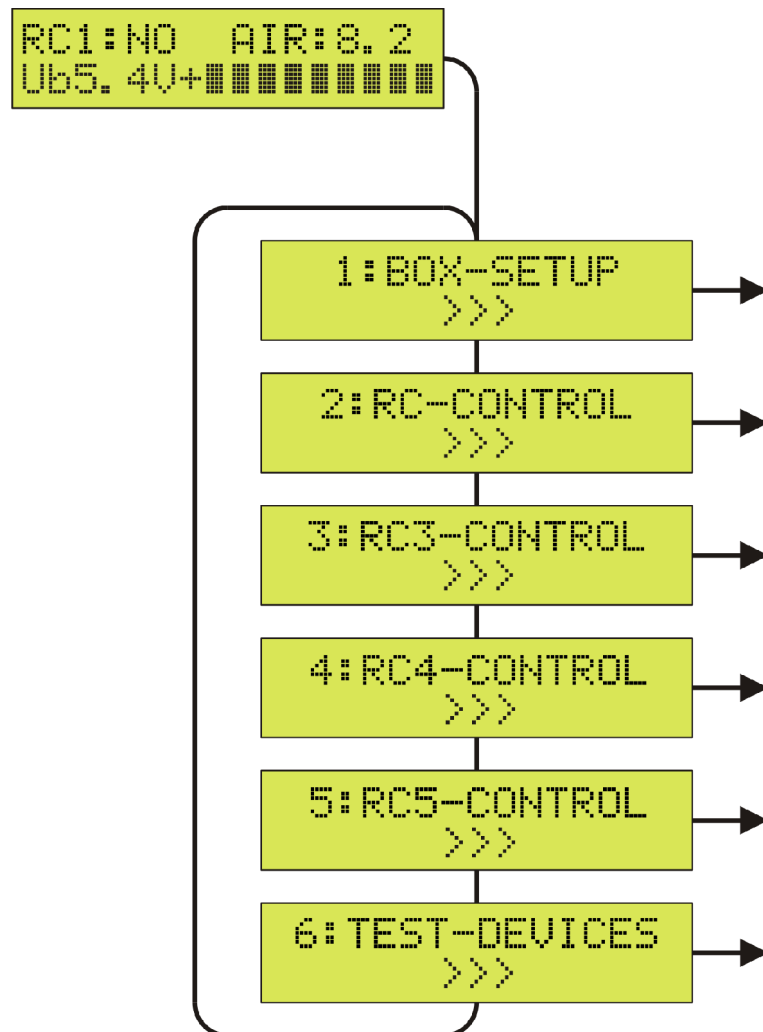 RC1:NO AIR:8.2
Ub5.4V+
1:BOX-SETUP
>>>
2:RC-CONTROL
>>>
3:RC3-CONTROL
>>>
4:RC4-CONTROL
>>>
5:RC5-CONTROL
>>>
6:TEST-DEVICES
>>>